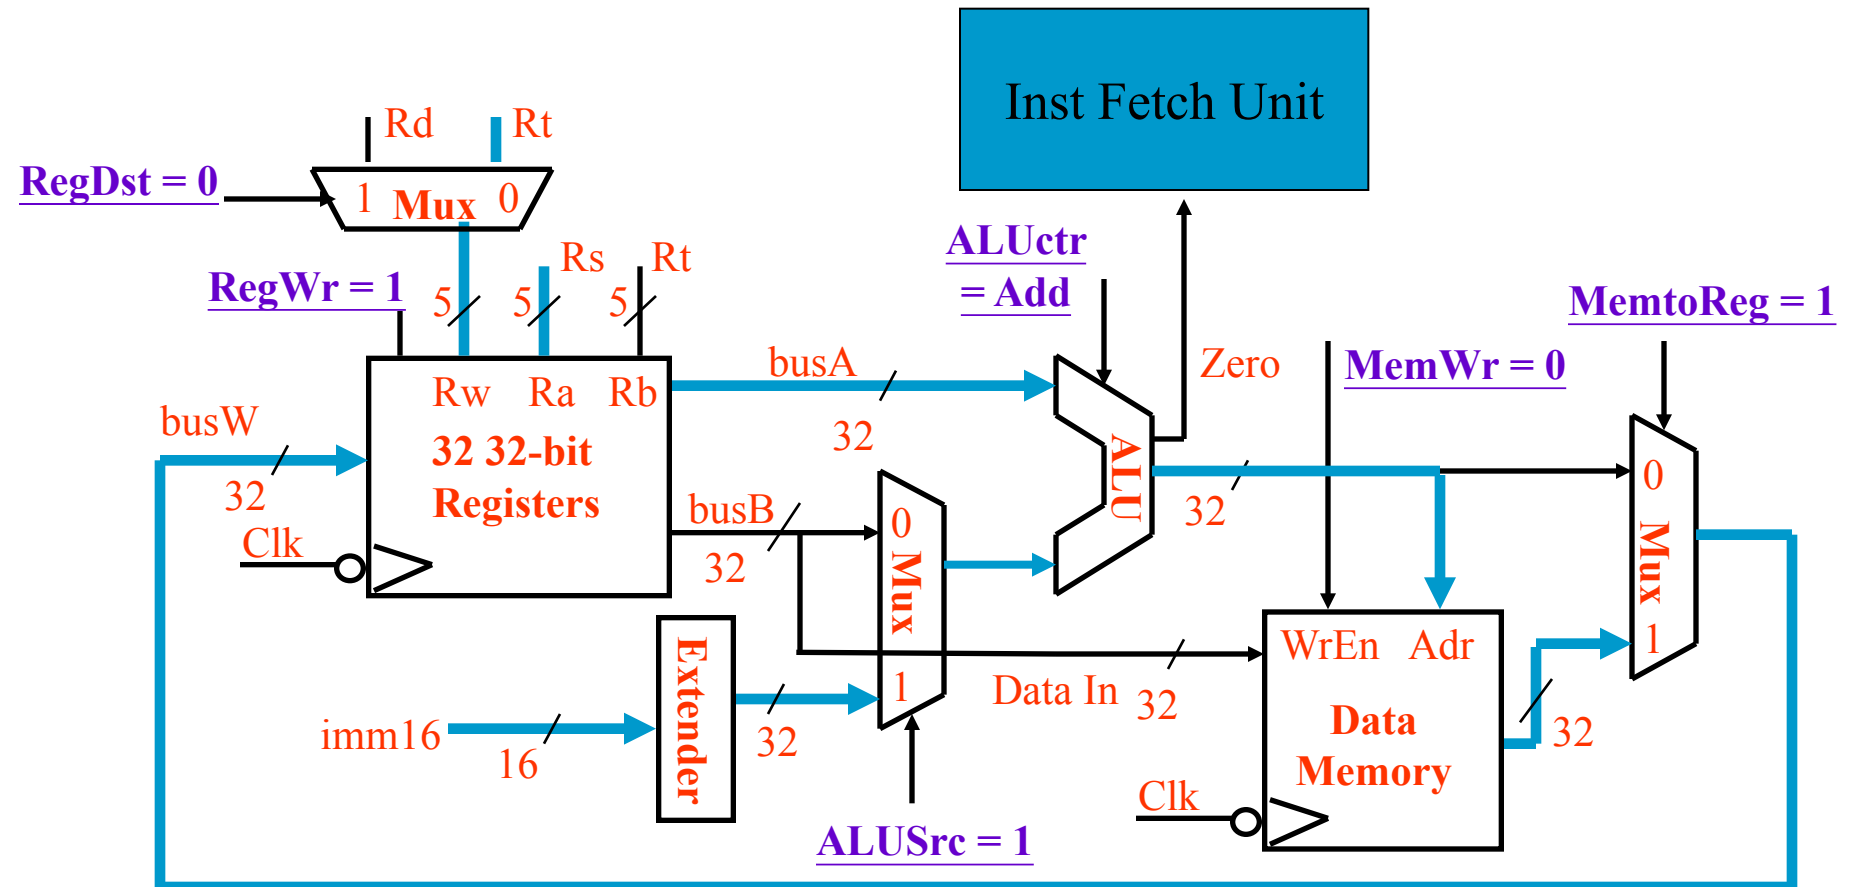 Inst Fetch Unit
Rd
Rt
RegDst = 0
1
Mux
0
RegWr = 1
5
5
5
Rs
Rt
ALUctr
= Add
MemtoReg = 1
busA
32
Zero
MemWr = 0
busW
32
Rw
Ra
Rb
32 32-bit
Registers
Clk
busB
32
0
Mux
1
ALU
32
0
Mux
1
Extender
imm16
16
32
ALUSrc = 1
Data In
32
WrEn
Adr
Data
Memory
32
Clk